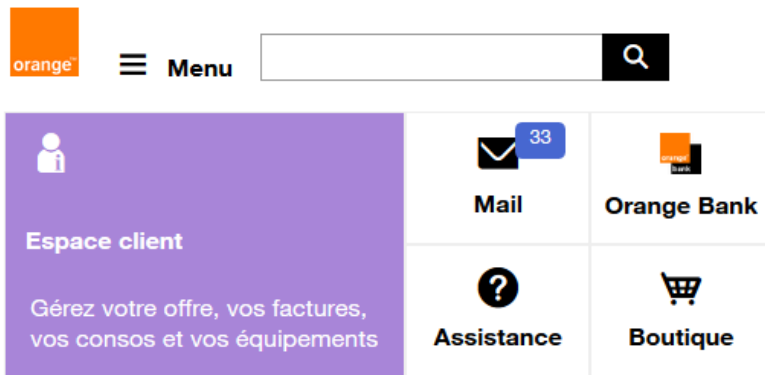 orange™
Menu
33
Mail
orange
bank
Orange Bank
Espace client
Gérez votre offre, vos factures,
vos consos et vos équipements
Assistance
Boutique